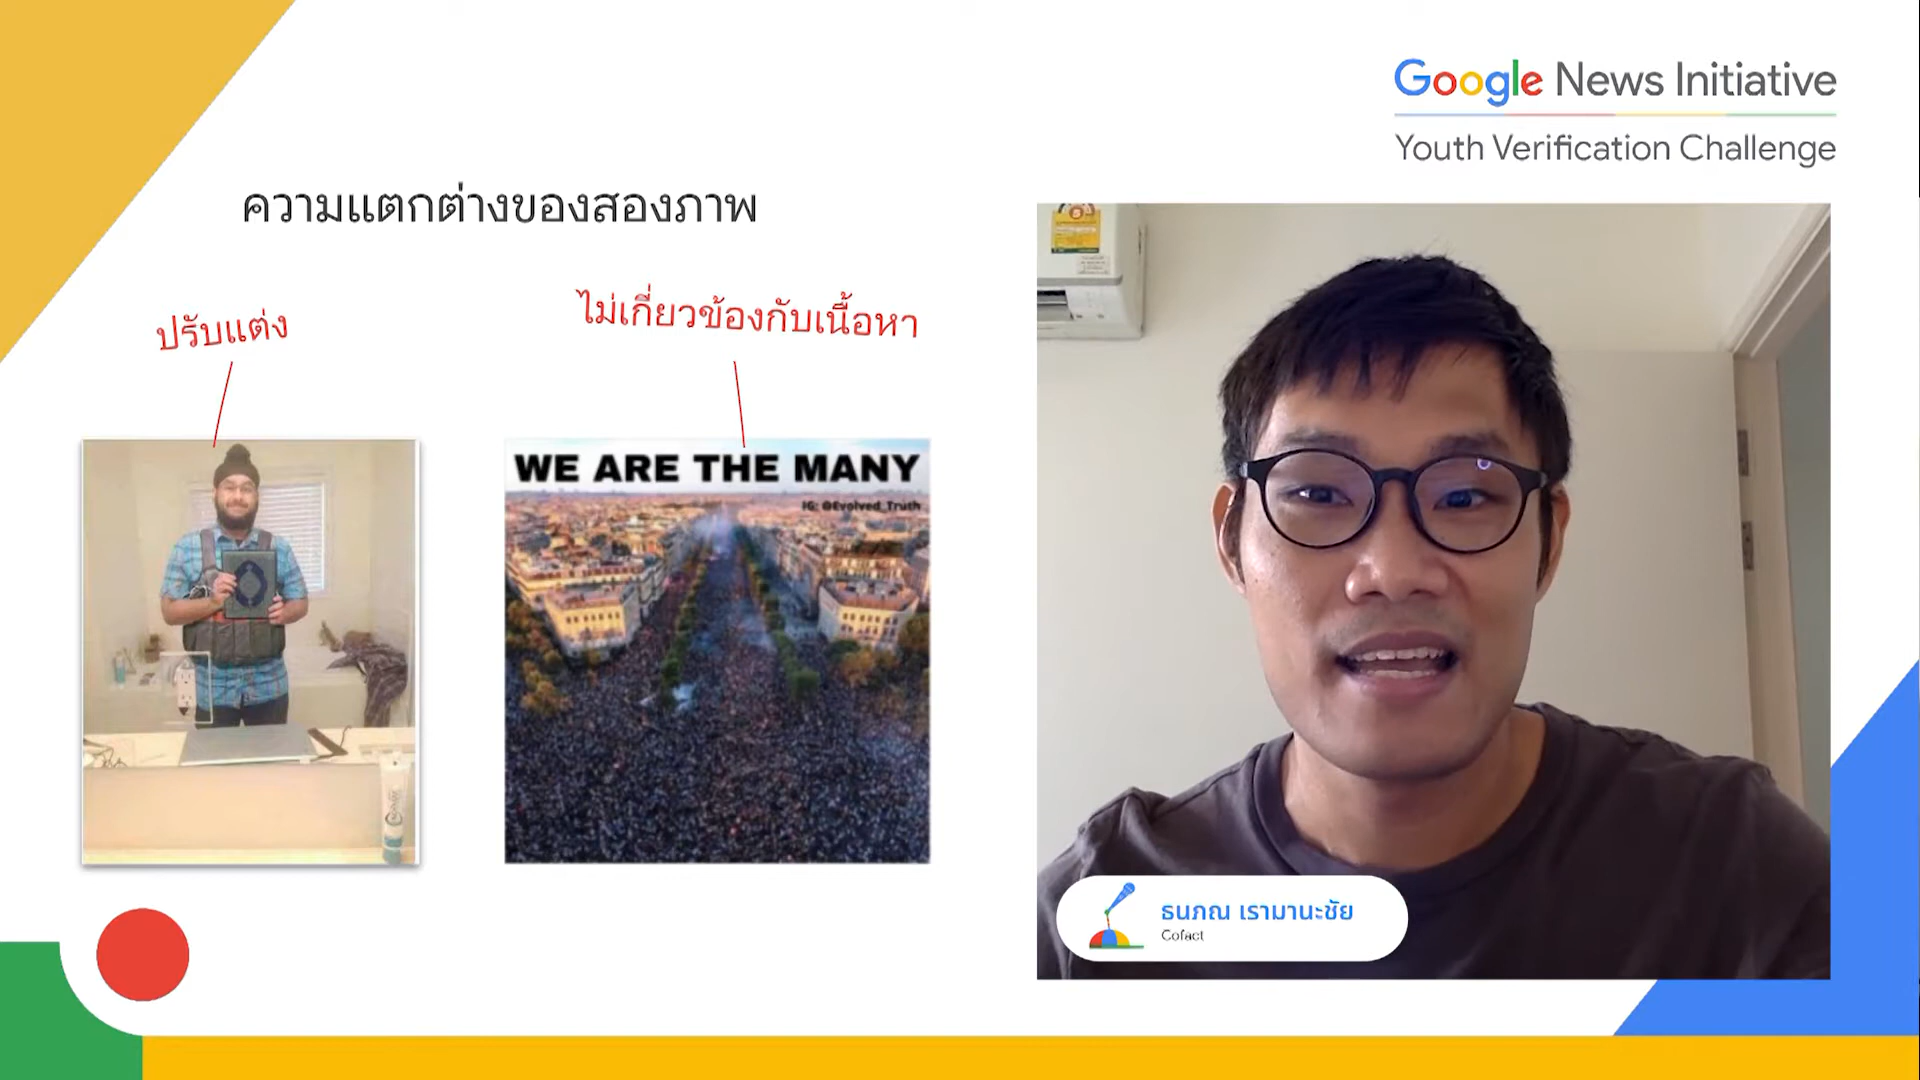 Google News Initiative
Youth Verification Challenge
ความแตกต่างของสองภาพ
ปรับแต่ง
ไม่เกี่ยวข้องกับเนื้อหา
WE ARE THE MANY
IG: @Evolved_Truth
ธนภณ เรามานะชัย
Cofact